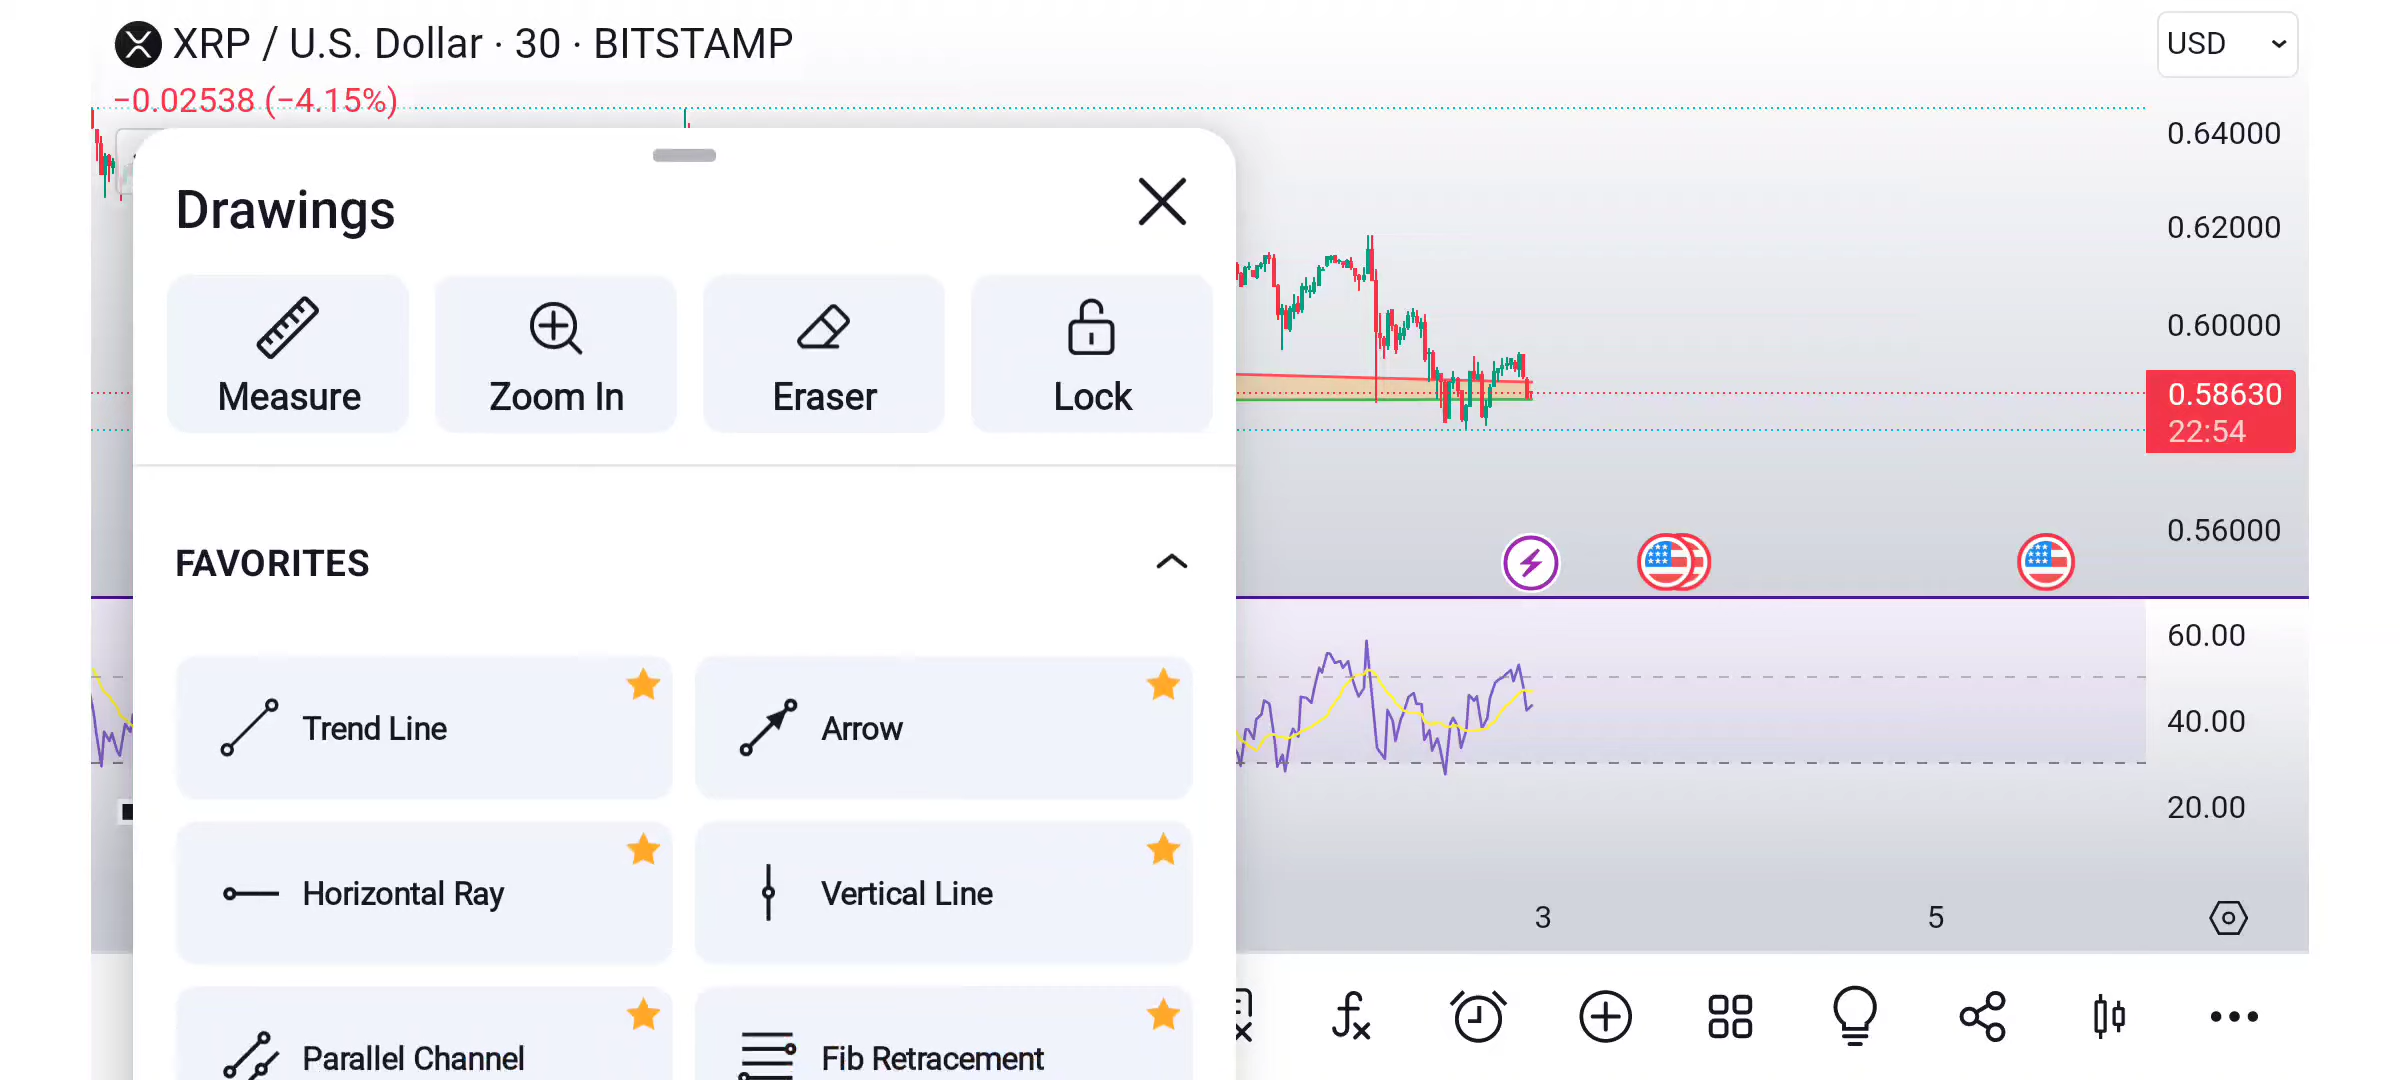 XRP / U.S. Dollar · 30 · BITSTAMP
USD
−0.02538 (−4.15%)
0.64000
Drawings
0.62000
0.60000
Measure
Zoom In
Eraser
Lock
0.58630
22:54
0.56000
FAVORITES
60.00
Trend Line
Arrow
40.00
20.00
Horizontal Ray
Vertical Line
3
5
Parallel Channel
Fib Retracement